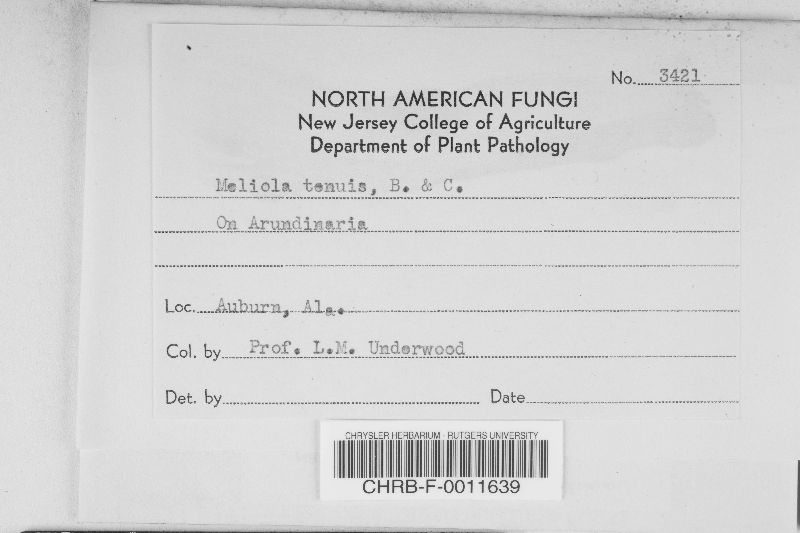 No. 3421
NORTH AMERICAN FUNGI
New Jersey College of Agriculture
Department of Plant Pathology
Meliola tenuis, B. & C.
On Arundinaria
Loc. Auburn, Ala.
Col. by Prof. L.M. Underwood
Det. by Date
CHRYSLER HERBARIUM - RUTGERS UNIVERSITY
CHRB-F-0011639